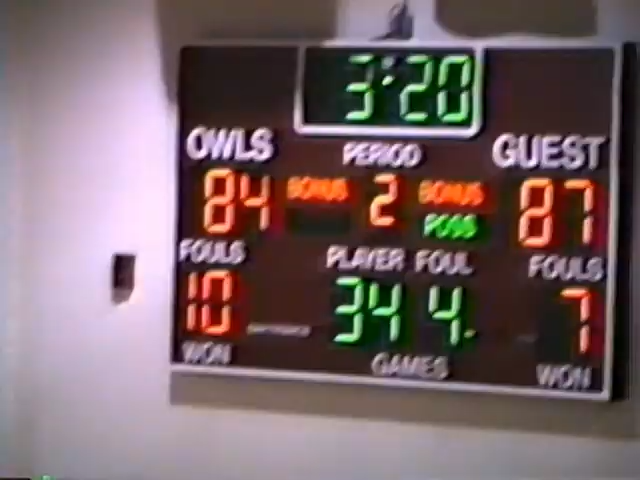 3:20
OWLS PERIOD GUEST
84 BONUS 2 BONUS 87
POSS
FOULS PLAYER FOUL FOULS
10 34 4 7
WON GAMES WON